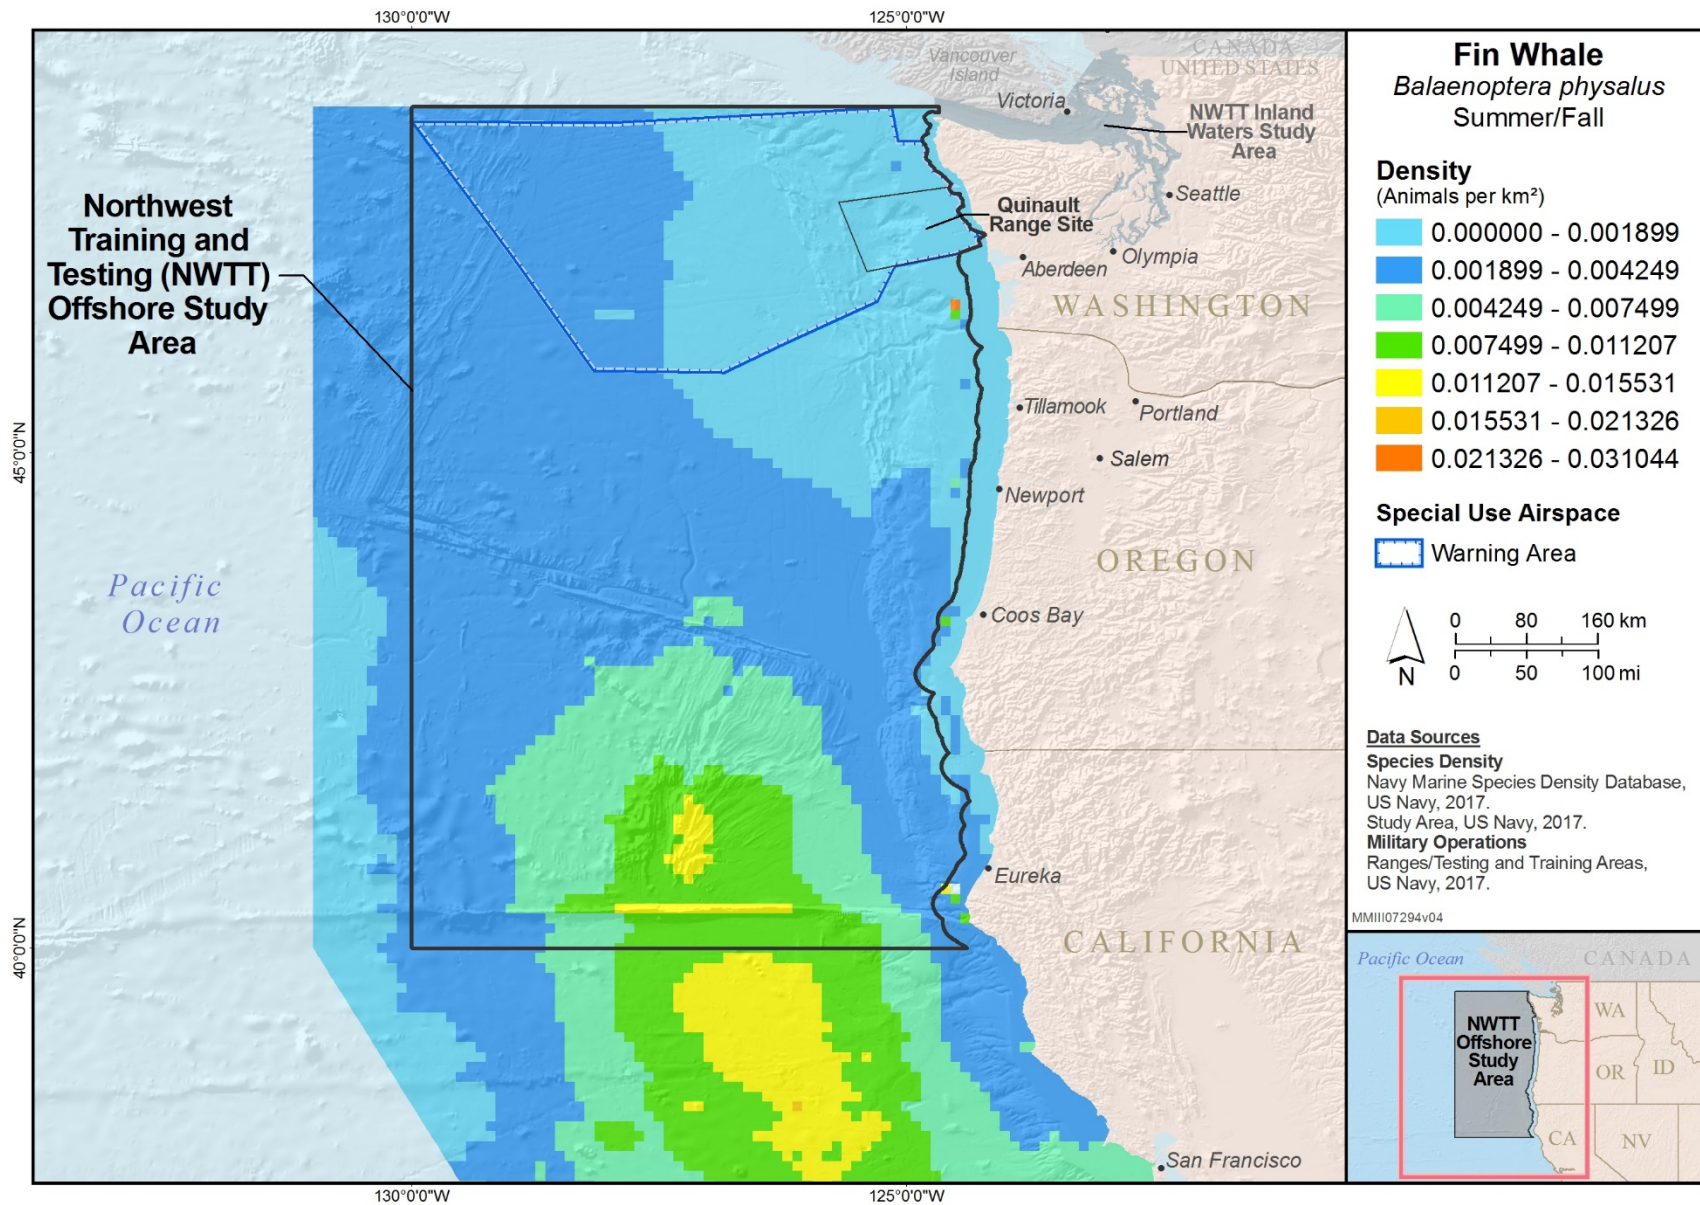 130°0'0"W
125°0'0"W
Vancouver
Island
CANADA
UNITED STATES
Victoria
NWTT Inland
Waters Study
Area
Seattle
Northwest
Training and
Testing (NWTT)
Offshore Study
Area
Quinault
Range Site
Olympia
Aberdeen
WASHINGTON
Tillamook
Portland
45°0'0"N
Salem
Newport
OREGON
Pacific
Ocean
Coos Bay
Eureka
40°0'0"N
CALIFORNIA
San Francisco
130°0'0"W
125°0'0"W
Fin Whale
Balaenoptera physalus
Summer/Fall
Density
(Animals per km²)
0.000000 - 0.001899
0.001899 - 0.004249
0.004249 - 0.007499
0.007499 - 0.011207
0.011207 - 0.015531
0.015531 - 0.021326
0.021326 - 0.031044
Special Use Airspace
Warning Area
N
0 80 160 km
0 50 100 mi
Data Sources
Species Density
Navy Marine Species Density Database,
US Navy, 2017.
Study Area, US Navy, 2017.
Military Operations
Ranges/Testing and Training Areas,
US Navy, 2017.
MMIII07294v04
Pacific Ocean
CANADA
NWTT
Offshore
Study
Area
WA
OR
ID
CA
NV